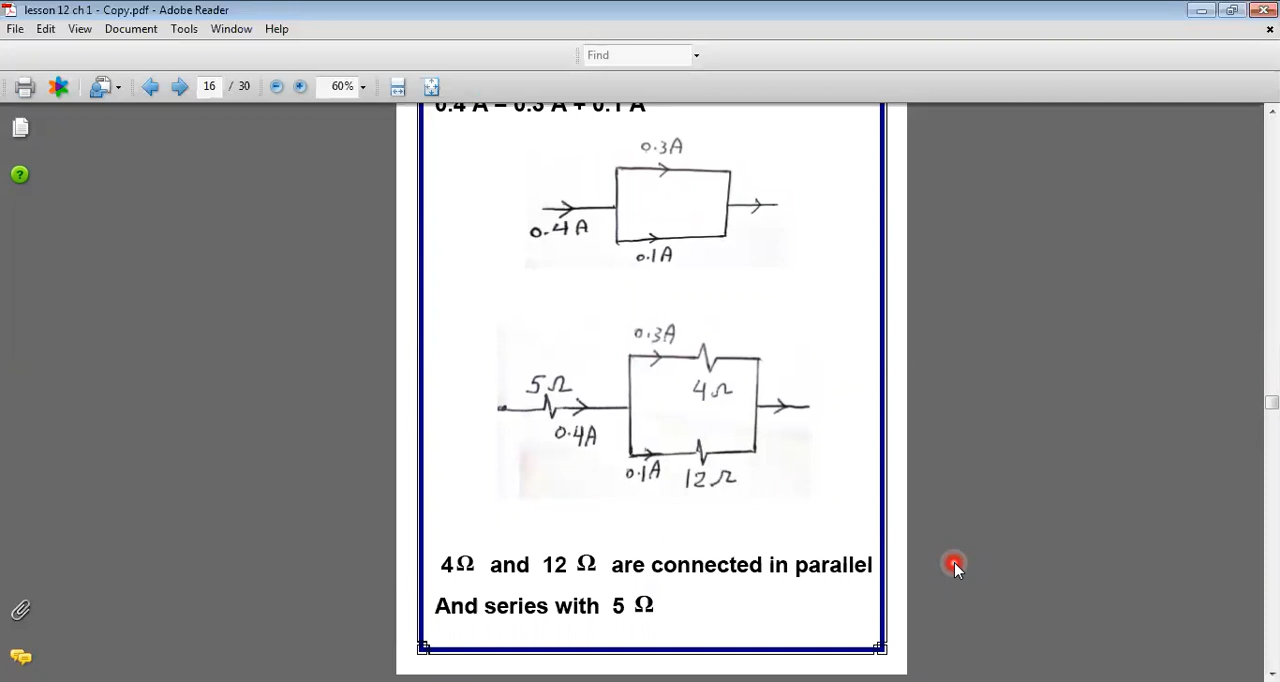 lesson 12 ch 1 - Copy.pdf - Adobe Reader
File Edit View Document Tools Window Help
Find
16 / 30 60%
0.4 A = 0.3 A + 0.1 A
0.3A
0.4A
0.1A
0.3A
5Ω
4Ω
0.4A
0.1A
12Ω
4Ω and 12 Ω are connected in parallel
And series with 5 Ω